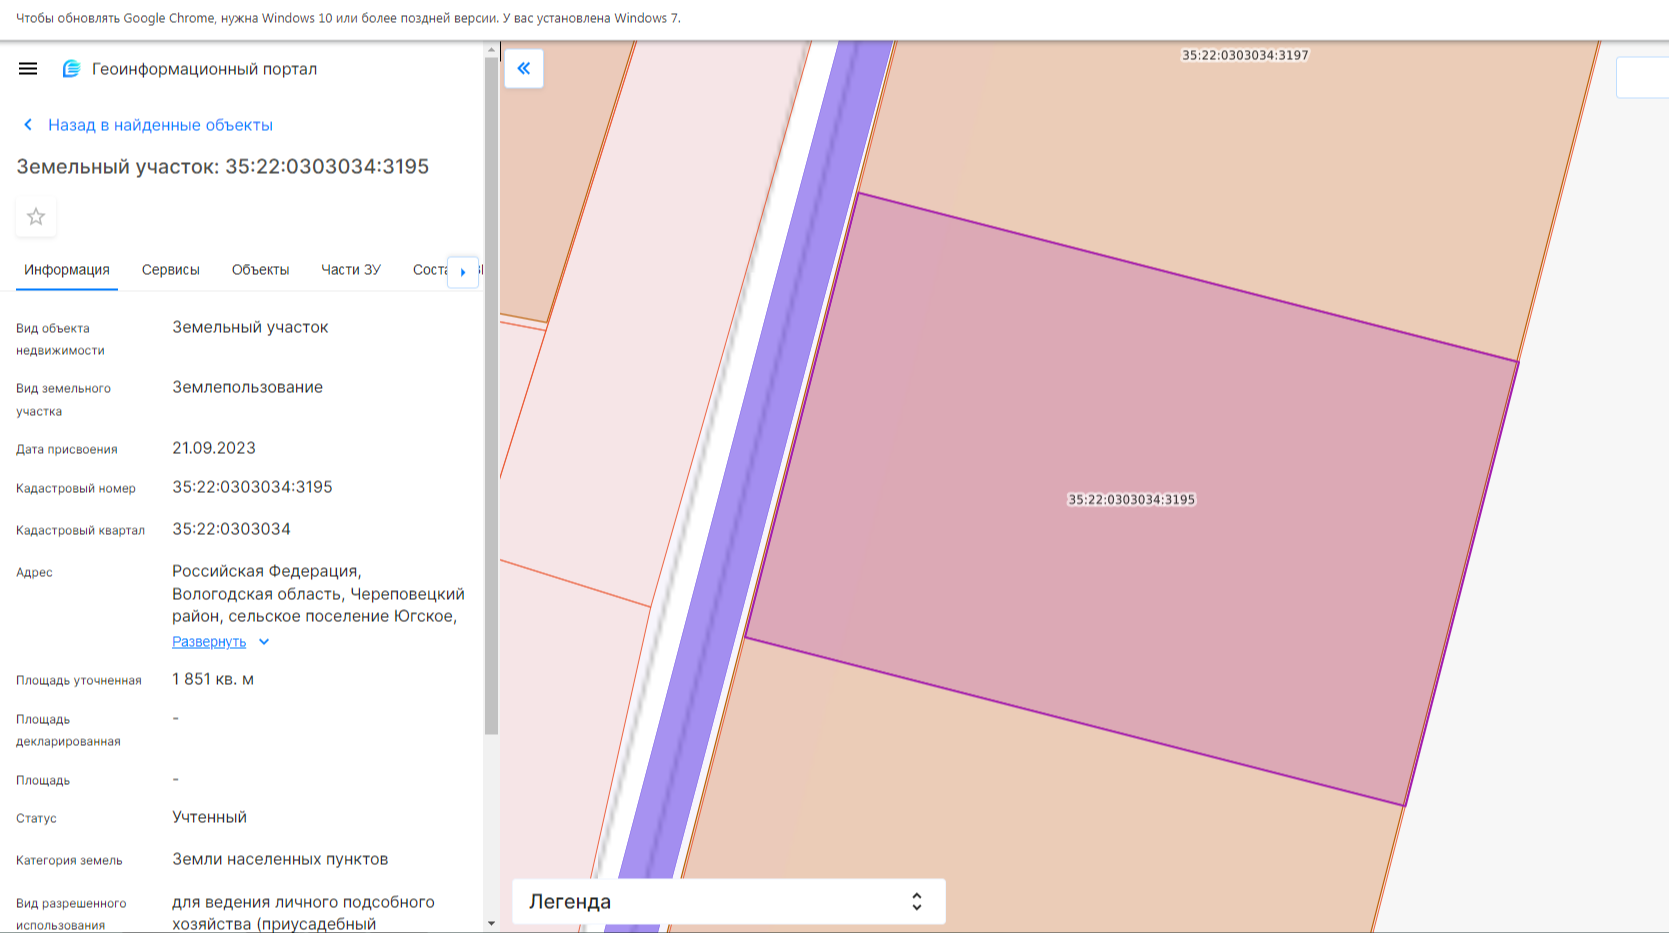 Чтобы обновлять Google Chrome, нужна Windows 10 или более поздней версии. У вас установлена Windows 7.
Геоинформационный портал
Назад в найденные объекты
Земельный участок: 35:22:0303034:3195
Информация
Сервисы
Объекты
Части ЗУ
Вид объекта недвижимости
Земельный участок
Вид земельного участка
Землепользование
Дата присвоения
21.09.2023
Кадастровый номер
35:22:0303034:3195
Кадастровый квартал
35:22:0303034
Адрес
Российская Федерация,
Вологодская область, Череповецкий
район, сельское поселение Югское,
Развернуть
Площадь уточненная
1 851 кв. м
Площадь декларированная
-
Площадь
-
Статус
Учтенный
Категория земель
Земли населенных пунктов
Вид разрешенного использования
для ведения личного подсобного
хозяйства (приусадебный
35:22:0303034:3197
35:22:0303034:3195
Легенда